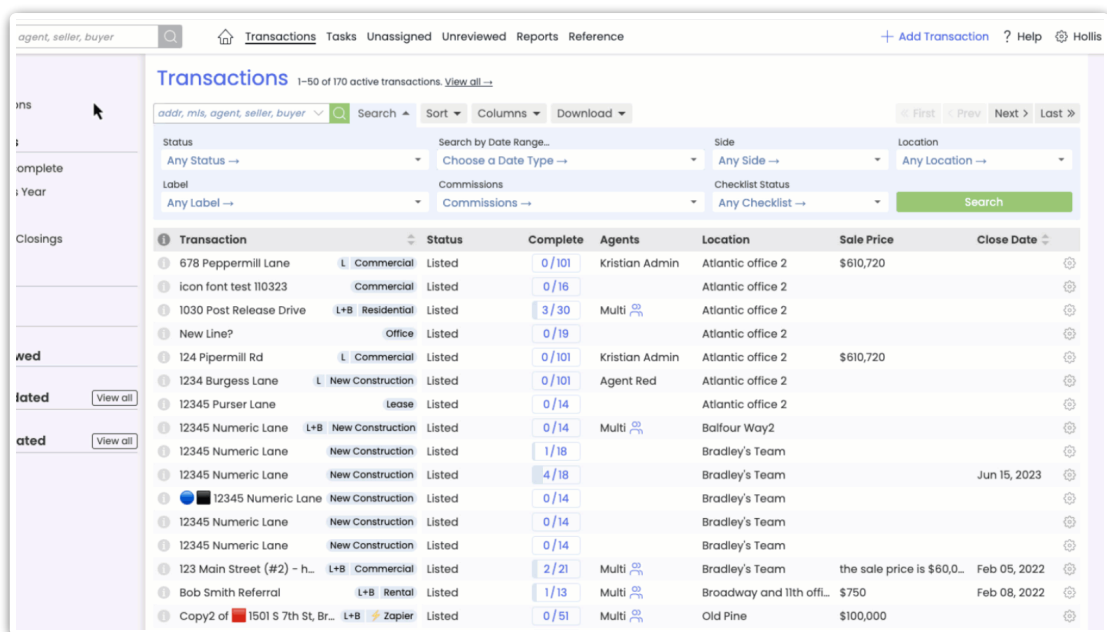 agent, seller, buyer
Transactions Tasks Unassigned Unreviewed Reports Reference
+ Add Transaction ? Help Hollis
ons
s
omplete
s Year
Closings
wed
dated View all
ated View all
Transactions 1–50 of 170 active transactions. View all →
addr, mls, agent, seller, buyer Search Sort Columns Download << First < Prev Next > Last >>
Status Search by Date Range... Side Location
Any Status → Choose a Date Type → Any Side → Any Location →
Label Commissions Checklist Status
Any Label → Commissions → Any Checklist → Search
Transaction Status Complete Agents Location Sale Price Close Date
678 Peppermill Lane L Commercial Listed 0/101 Kristian Admin Atlantic office 2 $610,720
icon font test 110323 Commercial Listed 0/16 Atlantic office 2
1030 Post Release Drive L+B Residential Listed 3/30 Multi Atlantic office 2
New Line? Office Listed 0/19 Atlantic office 2
124 Pipermill Rd L Commercial Listed 0/101 Kristian Admin Atlantic office 2 $610,720
1234 Burgess Lane L New Construction Listed 0/101 Agent Red Atlantic office 2
12345 Purser Lane Lease Listed 0/14 Atlantic office 2
12345 Numeric Lane L+B New Construction Listed 0/14 Multi Balfour Way2
12345 Numeric Lane New Construction Listed 1/18 Bradley's Team
12345 Numeric Lane New Construction Listed 4/18 Bradley's Team Jun 15, 2023
12345 Numeric Lane New Construction Listed 0/14 Bradley's Team
12345 Numeric Lane New Construction Listed 0/14 Bradley's Team
12345 Numeric Lane New Construction Listed 0/14 Bradley's Team
123 Main Street (#2) - h... L+B Commercial Listed 2/21 Multi Bradley's Team the sale price is $60,0... Feb 05, 2022
Bob Smith Referral L+B Rental Listed 1/13 Multi Broadway and 11th offi... $750 Feb 08, 2022
Copy2 of 1501 S 7th St, Br... L+B Zapier Listed 0/51 Multi Old Pine $100,000